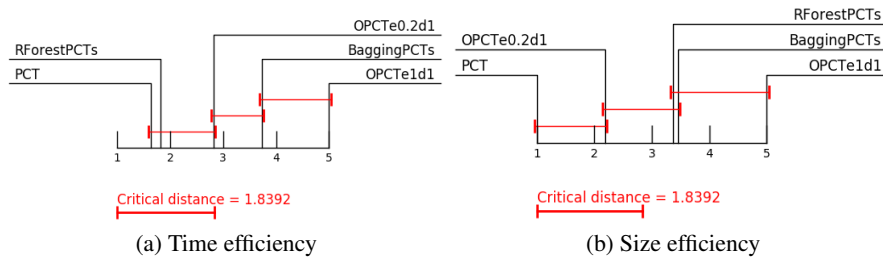 OPCTe0.2d1
RForestPCTs
BaggingPCTs
PCT
OPCTe1d1
1 2 3 4 5
Critical distance = 1.8392
(a) Time efficiency
RForestPCTs
OPCTe0.2d1
BaggingPCTs
PCT
OPCTe1d1
1 2 3 4 5
Critical distance = 1.8392
(b) Size efficiency